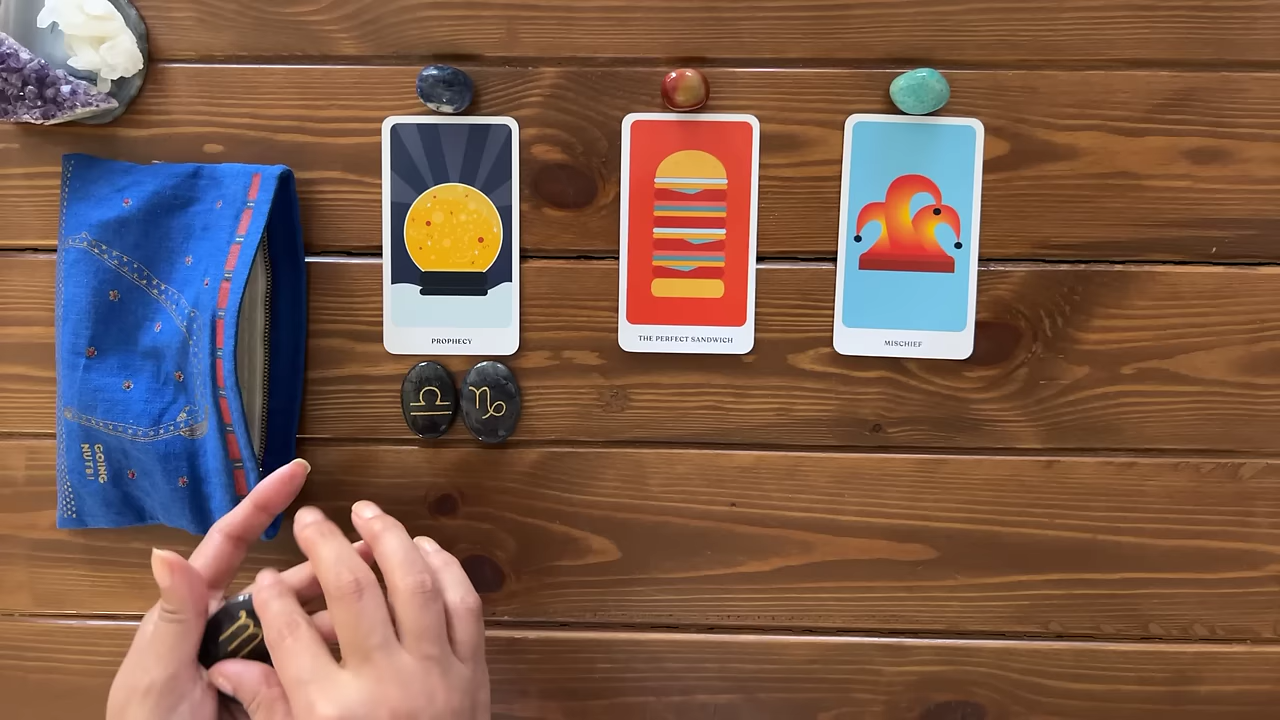 PROPHECY
THE PERFECT SANDWICH
MISCHIEF
♎ ♑
GOING
NUTS!